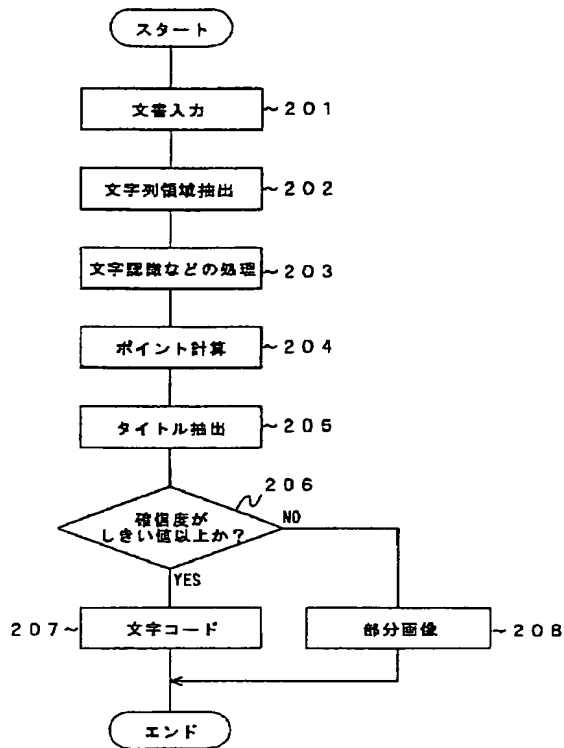 スタート
文書入力 ~201
文字列領域抽出 ~202
文字認識などの処理 ~203
ポイント計算 ~204
タイトル抽出 ~205
206
確信度が
しきい値以上か?
NO
YES
207~ 文字コード
部分画像 ~208
エンド